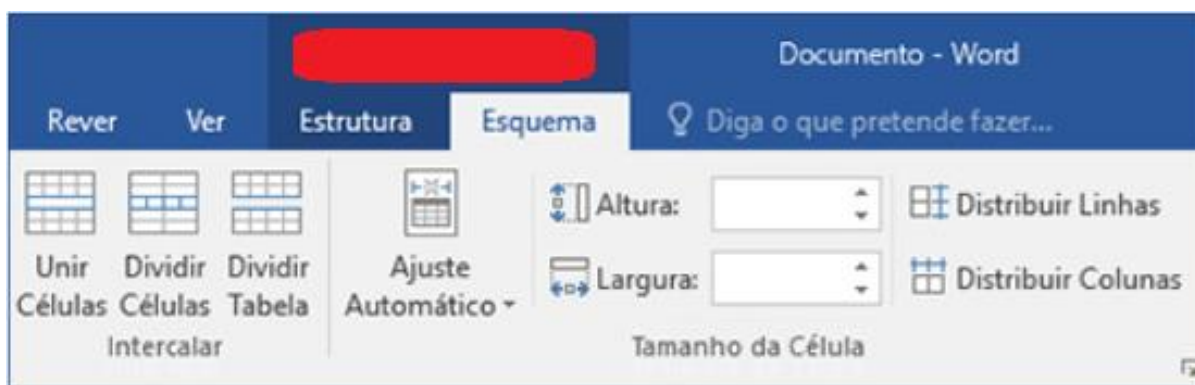 Documento - Word
Rever Ver Estrutura Esquema Diga o que pretende fazer...
Unir Células Dividir Células Dividir Tabela Ajuste Automático Altura: Distribuir Linhas
Largura: Distribuir Colunas
Intercalar Tamanho da Célula